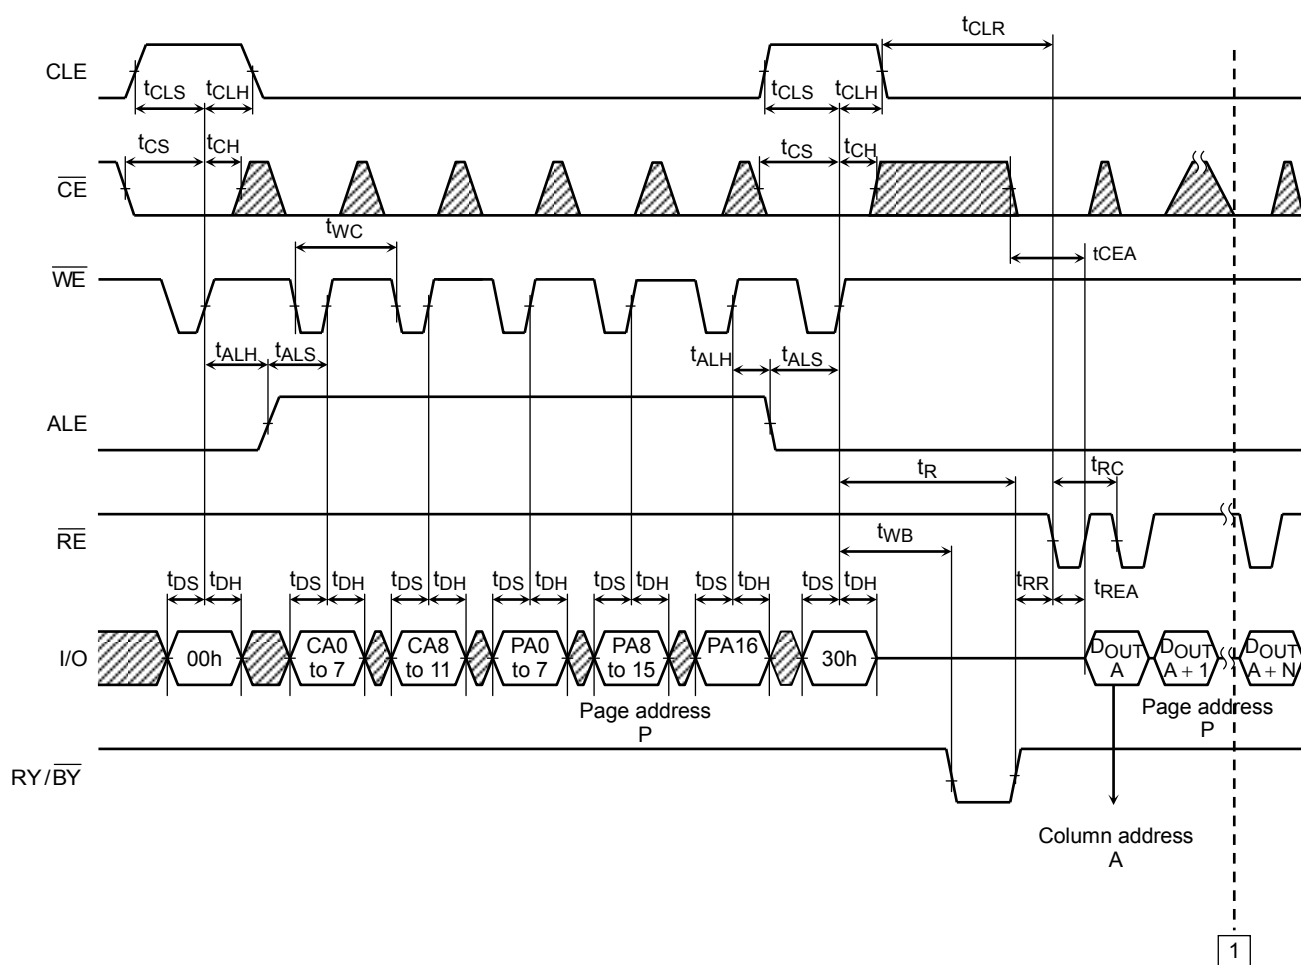 tCLR
CLE
tCLS tCLH tCLS tCLH
tCS tCH tCS tCH
CE
tWC
tCEA
WE
tALH tALS tALH tALS
ALE
tR tRC
RE
tWB
tDS tDH tDS tDH tDS tDH tDS tDH tDS tDH tDS tDH tDS tDH tRR tREA
I/O
00h
CA0 to 7
CA8 to 11
PA0 to 7
PA8 to 15
PA16
30h
DOUT A
DOUT A + 1
DOUT A + N
Page address P
Page address P
RY/BY
Column address A
1